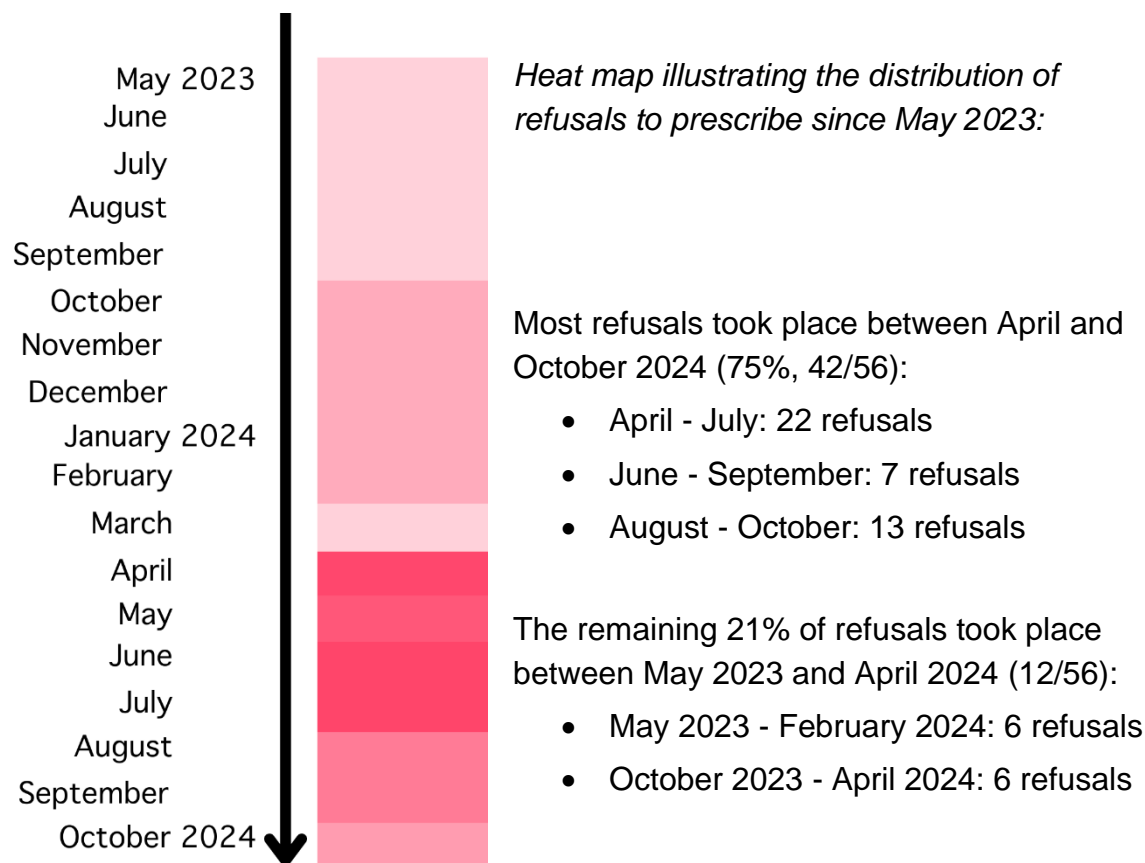 May 2023
June
July
August
September
October
November
December
January 2024
February
March
April
May
June
July
August
September
October 2024
Heat map illustrating the distribution of
refusals to prescribe since May 2023:
Most refusals took place between April and
October 2024 (75%, 42/56):
• April - July: 22 refusals
• June - September: 7 refusals
• August - October: 13 refusals
The remaining 21% of refusals took place
between May 2023 and April 2024 (12/56):
• May 2023 - February 2024: 6 refusals
• October 2023 - April 2024: 6 refusals